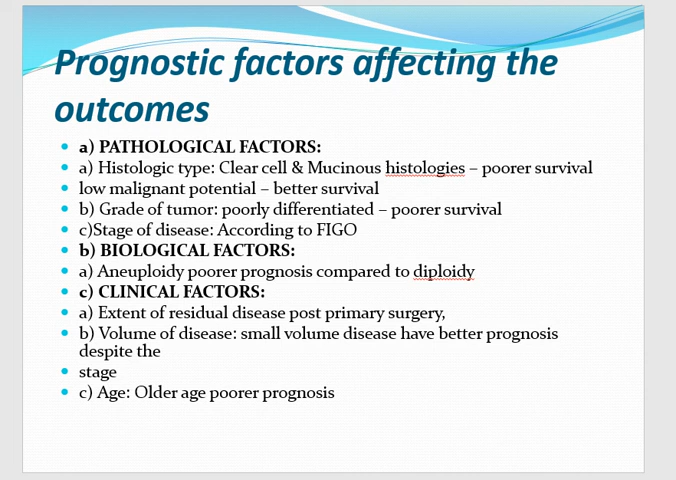 Prognostic factors affecting the
outcomes
a) PATHOLOGICAL FACTORS:
a) Histologic type: Clear cell & Mucinous histologies – poorer survival
low malignant potential – better survival
b) Grade of tumor: poorly differentiated – poorer survival
c)Stage of disease: According to FIGO
b) BIOLOGICAL FACTORS:
a) Aneuploidy poorer prognosis compared to diploidy
c) CLINICAL FACTORS:
a) Extent of residual disease post primary surgery,
b) Volume of disease: small volume disease have better prognosis
despite the
stage
c) Age: Older age poorer prognosis